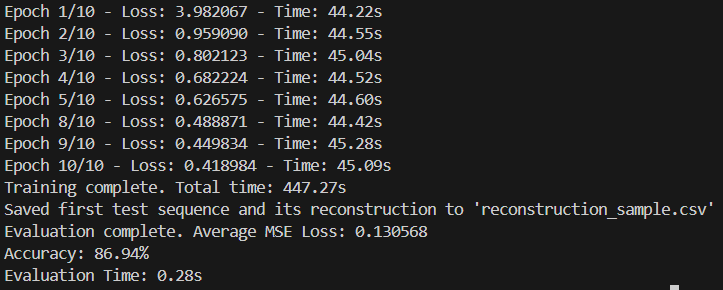 Epoch 1/10 - Loss: 3.982067 - Time: 44.22s
Epoch 2/10 - Loss: 0.959090 - Time: 44.55s
Epoch 3/10 - Loss: 0.802123 - Time: 45.04s
Epoch 4/10 - Loss: 0.682224 - Time: 44.52s
Epoch 5/10 - Loss: 0.626575 - Time: 44.60s
Epoch 8/10 - Loss: 0.488871 - Time: 44.42s
Epoch 9/10 - Loss: 0.449834 - Time: 45.28s
Epoch 10/10 - Loss: 0.418984 - Time: 45.09s
Training complete. Total time: 447.27s
Saved first test sequence and its reconstruction to 'reconstruction_sample.csv'
Evaluation complete. Average MSE Loss: 0.130568
Accuracy: 86.94%
Evaluation Time: 0.28s